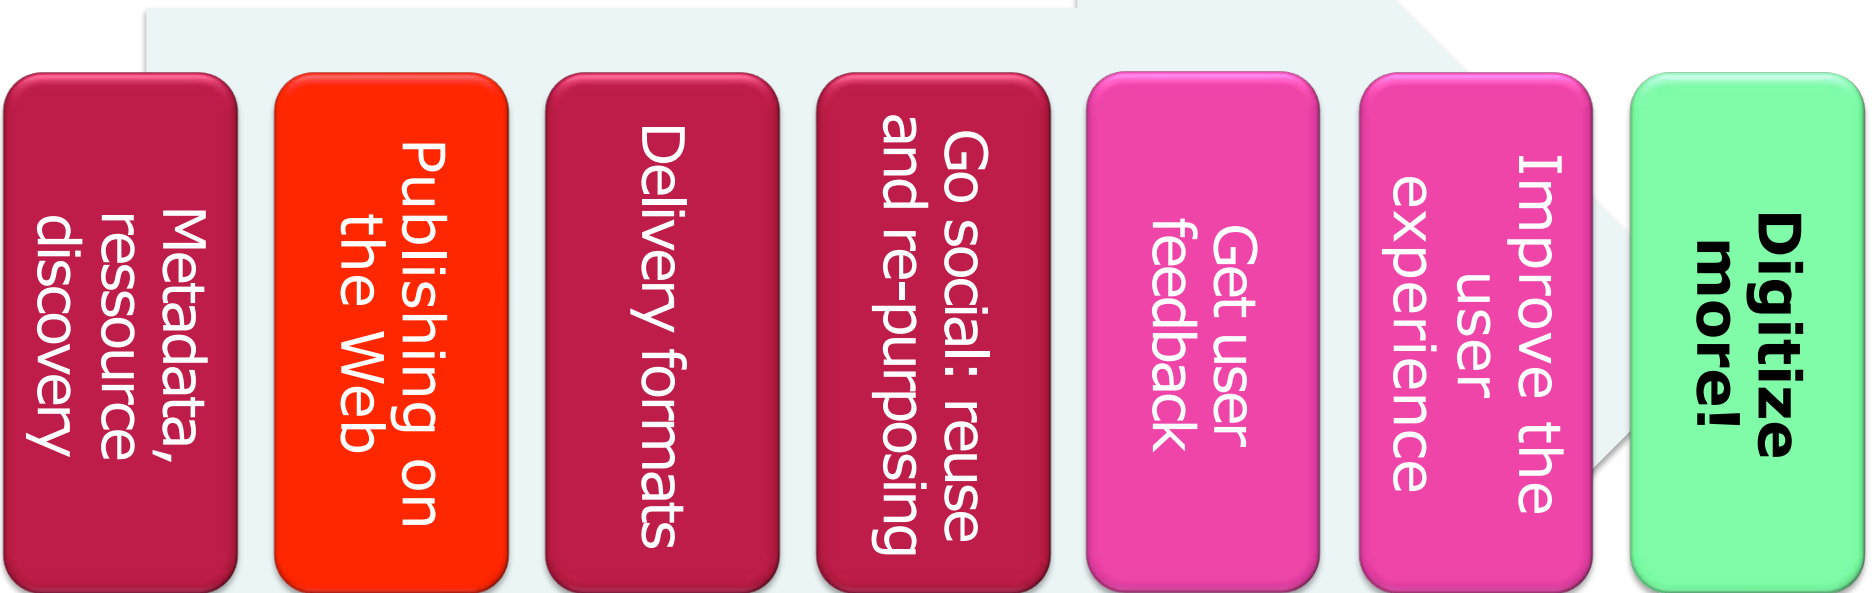 Metadata,
ressource
discovery
Publishing on
the Web
Delivery formats
Go social: reuse
and re-purposing
Get user
feedback
Improve the
user
experience
Digitize
more!